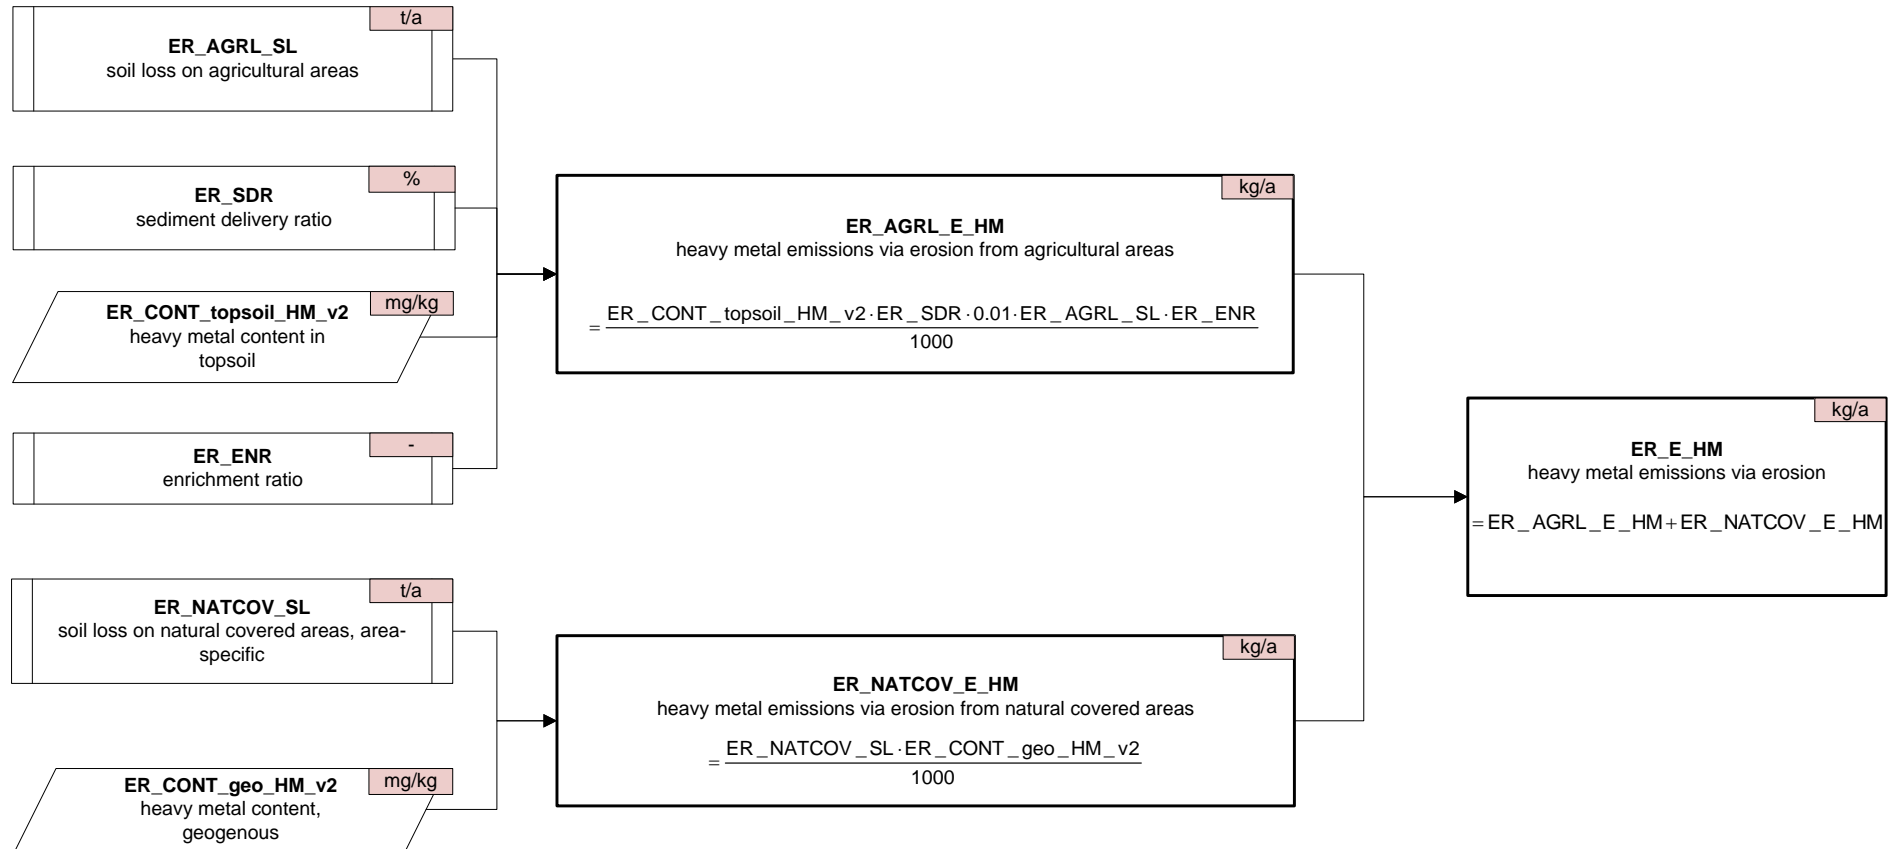 t/a
ER_AGRL_SL
soil loss on agricultural areas
%
ER_SDR
sediment delivery ratio
mg/kg
ER_CONT_topsoil_HM_v2
heavy metal content in
topsoil
-
ER_ENR
enrichment ratio
t/a
ER_NATCOV_SL
soil loss on natural covered areas, area-
specific
mg/kg
ER_CONT_geo_HM_v2
heavy metal content,
geogenous
kg/a
ER_AGRL_E_HM
heavy metal emissions via erosion from agricultural areas
= ER_CONT_topsoil_HM_v2·ER_SDR·0.01·ER_AGRL_SL·ER_ENR
1000
kg/a
ER_NATCOV_E_HM
heavy metal emissions via erosion from natural covered areas
= ER_NATCOV_SL·ER_CONT_geo_HM_v2
1000
kg/a
ER_E_HM
heavy metal emissions via erosion
=ER_AGRL_E_HM+ER_NATCOV_E_HM